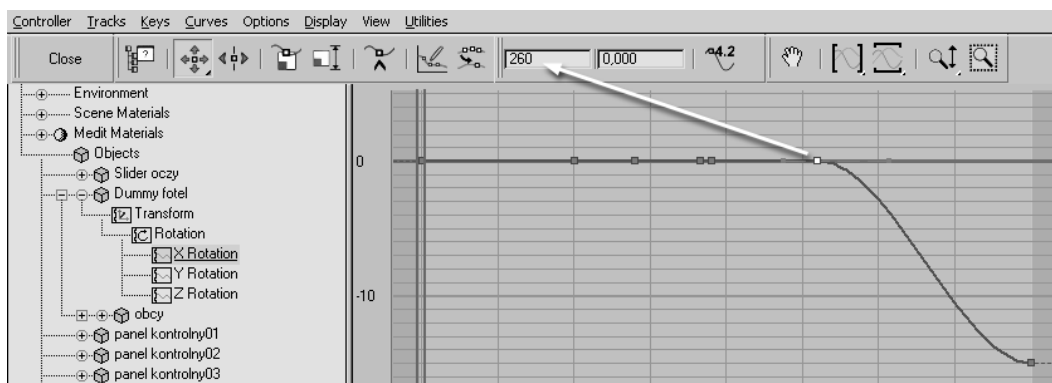 Controller Tracks Keys Curves Options Display View Utilities
Close ? 260 0,000 4.2
Environment
Scene Materials
Medit Materials
Objects
Slider oczy
Dummy fotel
Transform
Rotation
X Rotation
Y Rotation
Z Rotation
obcy
panel kontrolny01
panel kontrolny02
panel kontrolny03
0
-10